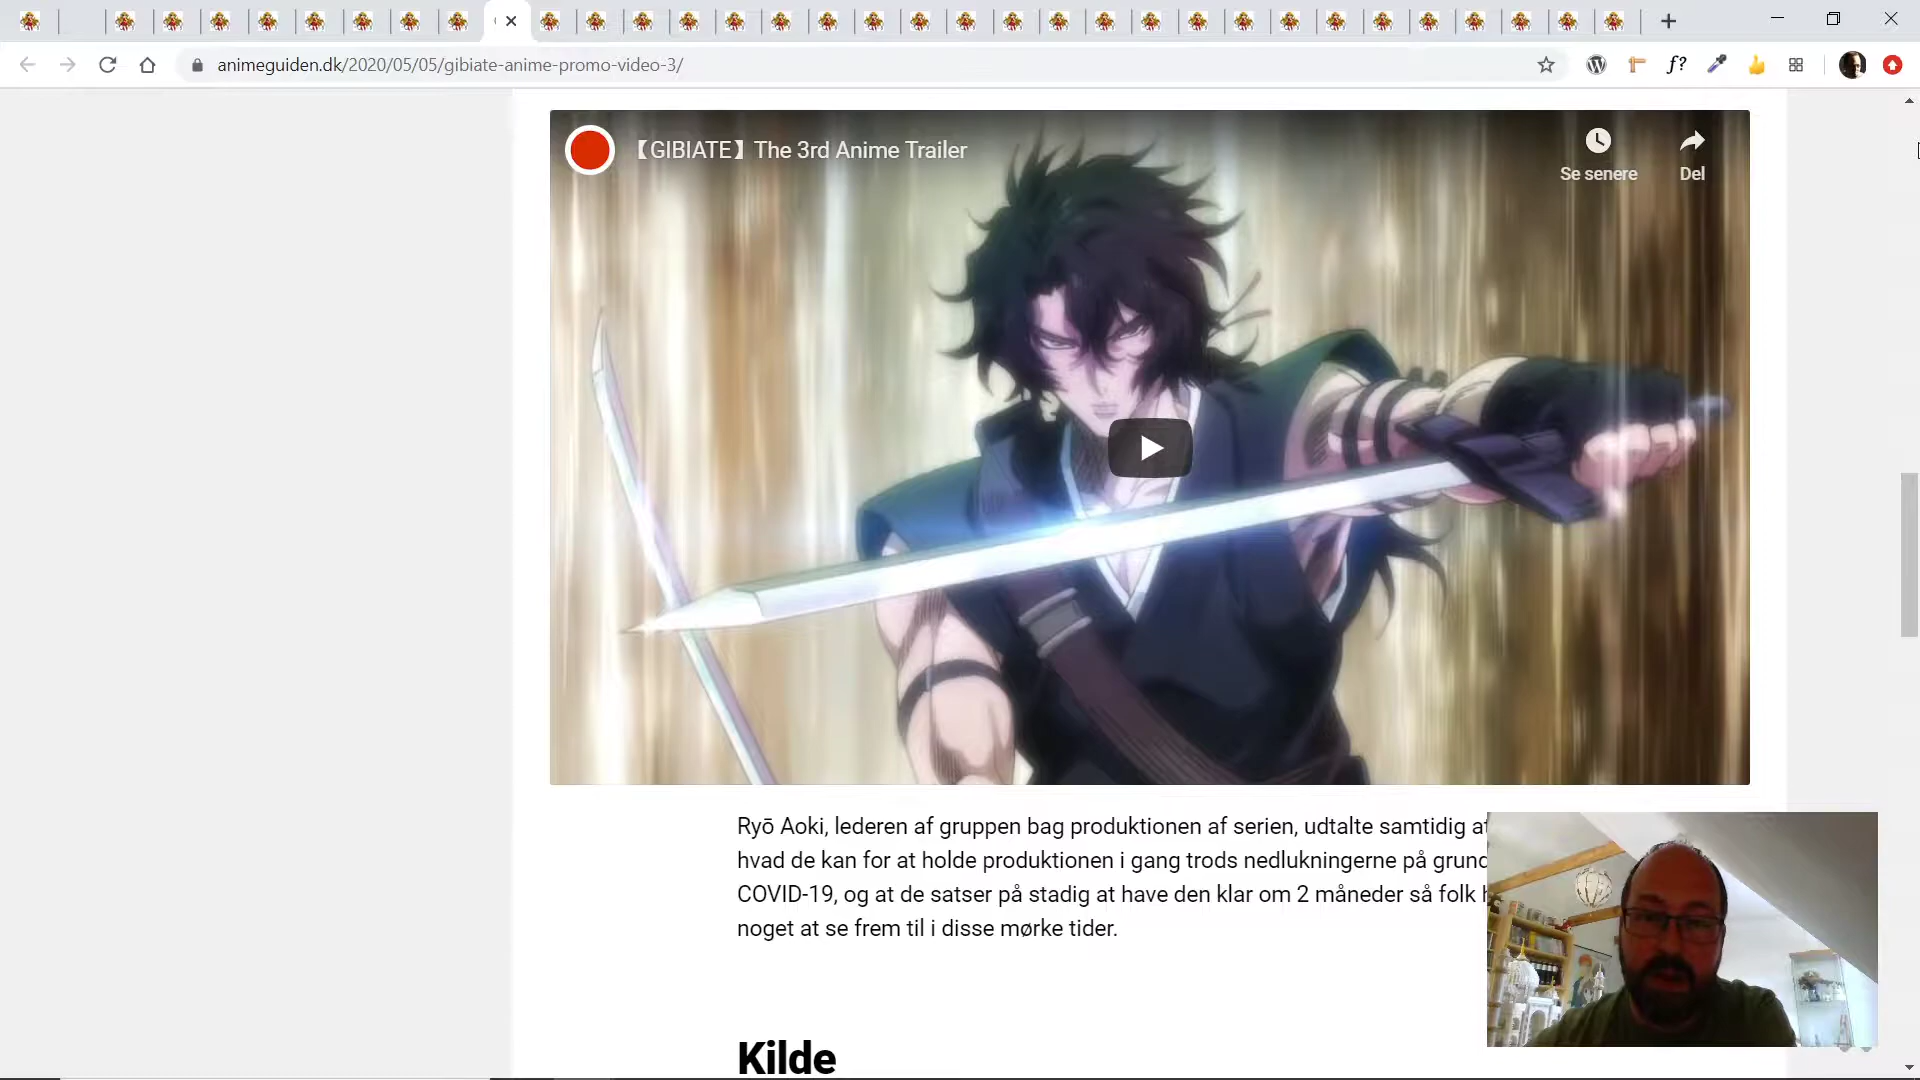 animeguiden.dk/2020/05/05/gibiate-anime-promo-video-3/
f?
【GIBIATE】The 3rd Anime Trailer
Se senere
Del
Ryō Aoki, lederen af gruppen bag produktionen af serien, udtalte samtidig
hvad de kan for at holde produktionen i gang trods nedlukningerne på grund
COVID-19, og at de satser på stadig at have den klar om 2 måneder så folk
noget at se frem til i disse mørke tider.
Kilde